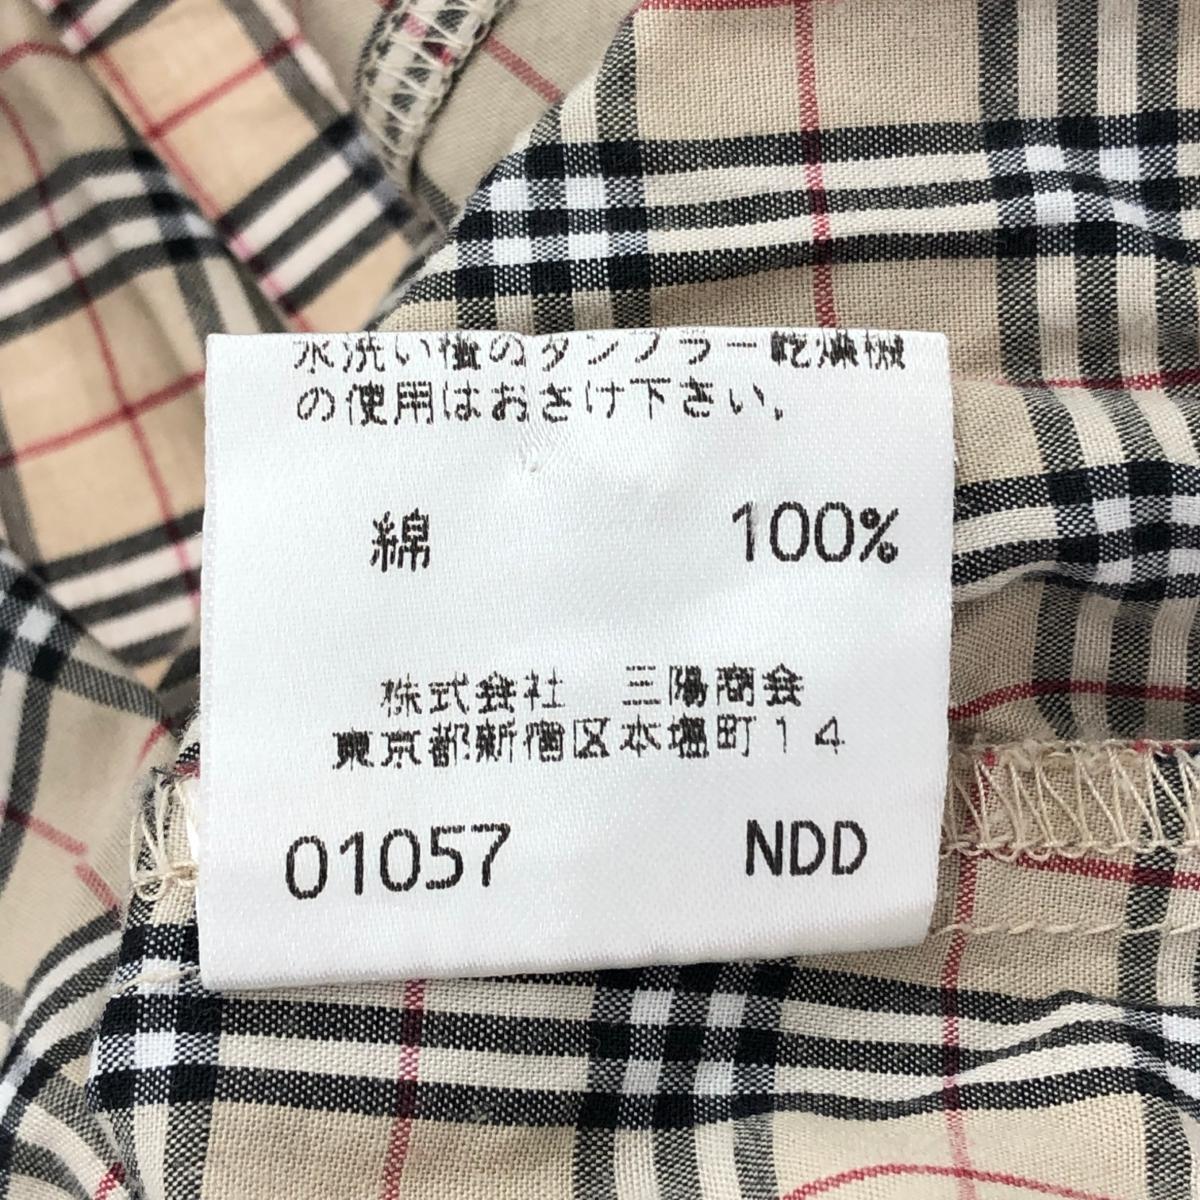 水洗い後のタンブラー乾燥機
の使用はおさけ下さい。
綿 100%
株式会社 三陽商会
東京都新宿区本塩町14
01057 NDD